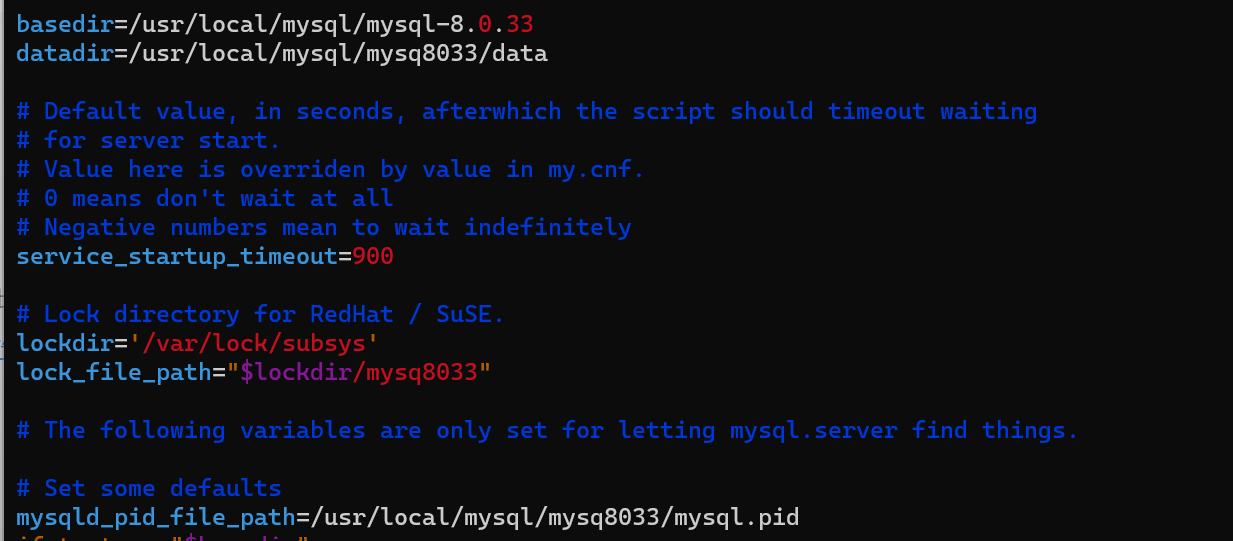 basedir=/usr/local/mysql/mysql-8.0.33
datadir=/usr/local/mysql/mysq8033/data
# Default value, in seconds, afterwhich the script should timeout waiting
# for server start.
# Value here is overriden by value in my.cnf.
# 0 means don't wait at all
# Negative numbers mean to wait indefinitely
service_startup_timeout=900
# Lock directory for RedHat / SuSE.
lockdir='/var/lock/subsys'
lock_file_path="$lockdir/mysq8033"
# The following variables are only set for letting mysql.server find things.
# Set some defaults
mysqld_pid_file_path=/usr/local/mysql/mysq8033/mysql.pid